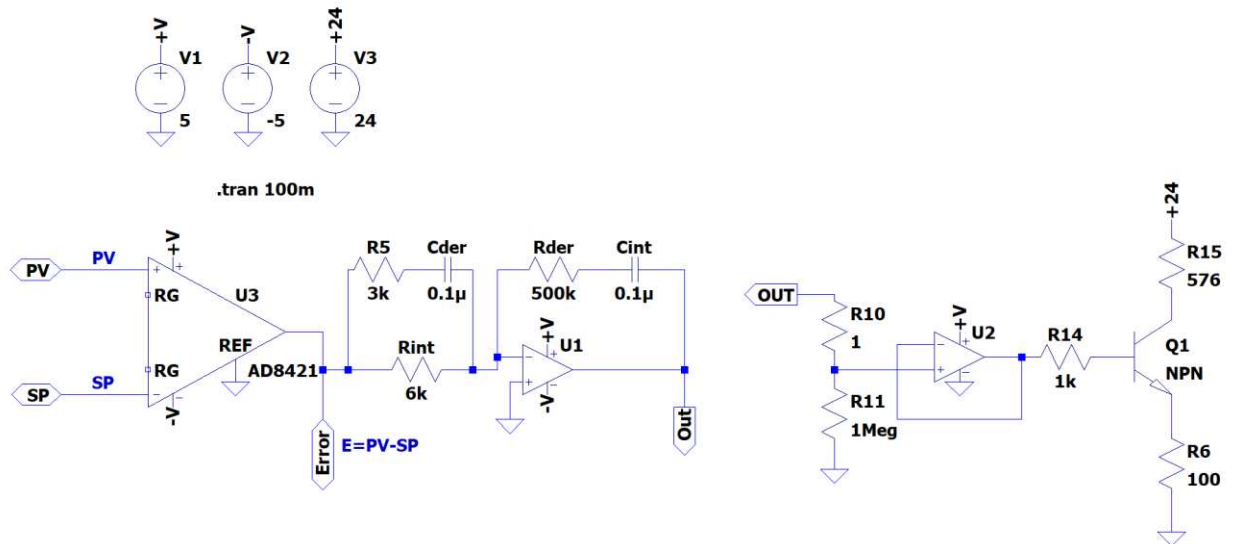 +V
-V
+24
V1
V2
V3
5
-5
24
.tran 100m
+V
PV
PV
RG
U3
REF
RG
AD8421
SP
SP
-V
R5
3k
Cder
0.1µ
Rint
6k
Rder
500k
Cint
0.1µ
+V
U1
-V
Error
E=PV-SP
Out
OUT
R10
1
R11
1Meg
+V
U2
R14
1k
+24
R15
576
Q1
NPN
R6
100